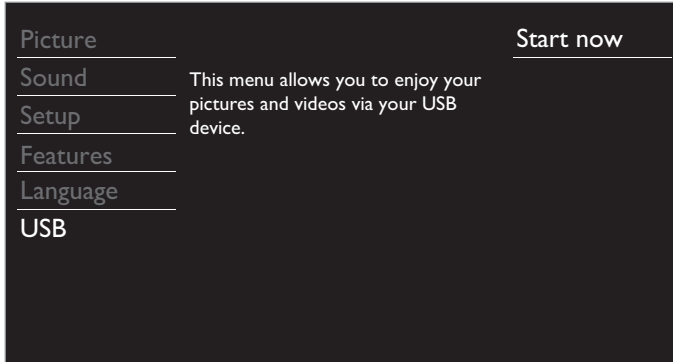 Picture
Sound
Setup
Features
Language
USB
This menu allows you to enjoy your
pictures and videos via your USB
device.
Start now